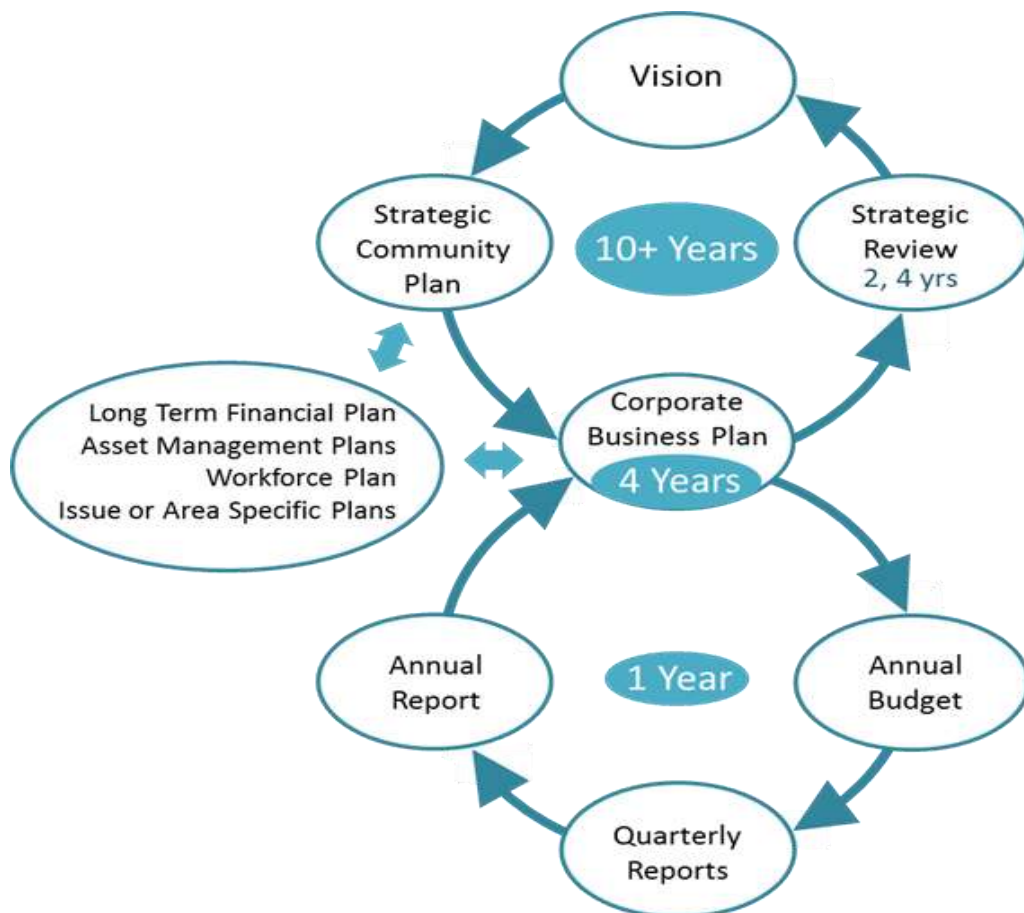 Vision
Strategic
Community
Plan
10+ Years
Strategic
Review
2, 4 yrs
Long Term Financial Plan
Asset Management Plans
Workforce Plan
Issue or Area Specific Plans
Corporate
Business Plan
4 Years
Annual
Report
1 Year
Annual
Budget
Quarterly
Reports